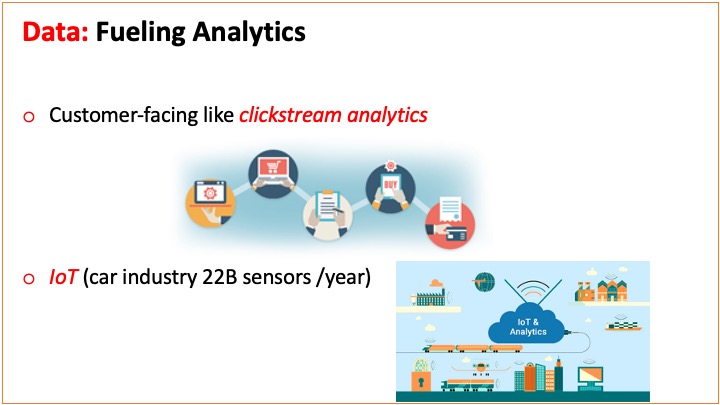 Data: Fueling Analytics
Customer-facing like clickstream analytics
BUY
IoT (car industry 22B sensors /year)
IoT &
Analytics